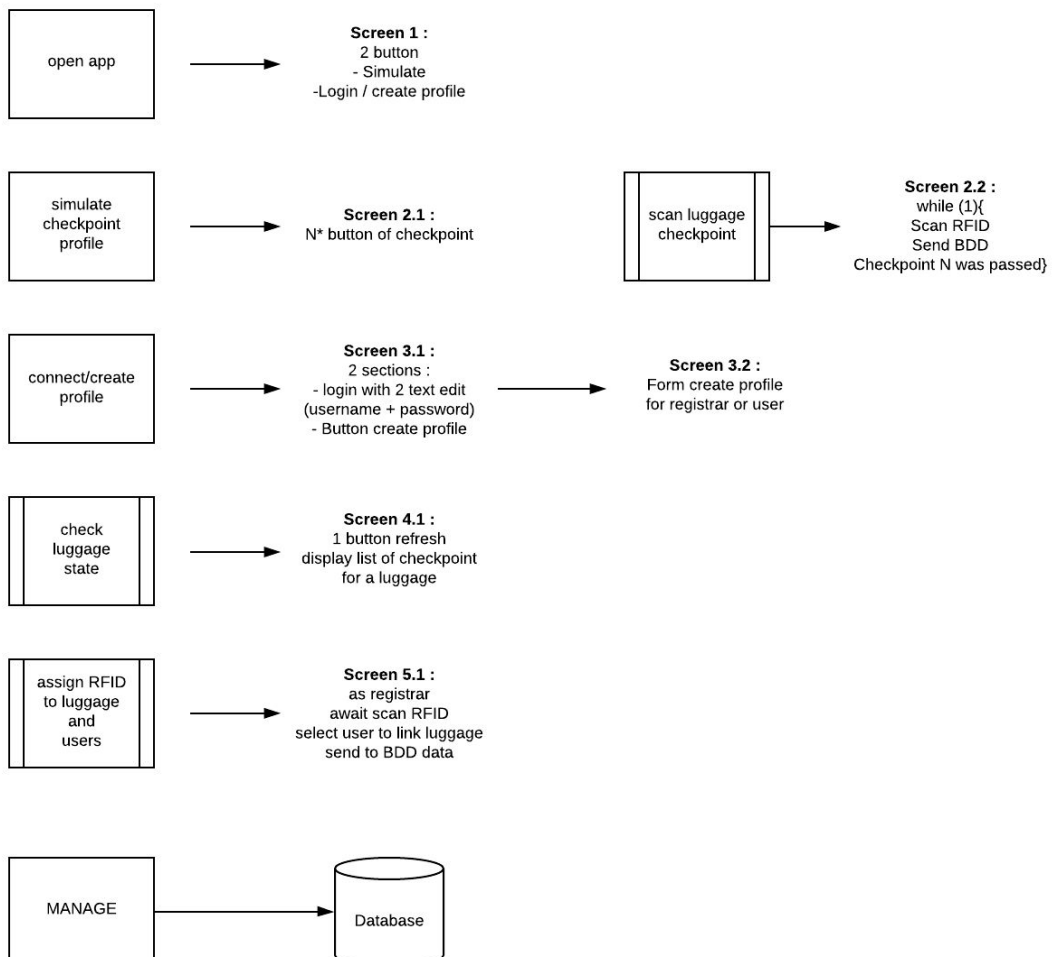 open app
Screen 1 :
2 button
- Simulate
-Login / create profile
simulate
checkpoint
profile
Screen 2.1 :
N* button of checkpoint
scan luggage
checkpoint
Screen 2.2 :
while (1){
Scan RFID
Send BDD
Checkpoint N was passed}
connect/create
profile
Screen 3.1 :
2 sections :
- login with 2 text edit
(username + password)
- Button create profile
Screen 3.2 :
Form create profile
for registrar or user
check
luggage
state
Screen 4.1 :
1 button refresh
display list of checkpoint
for a luggage
assign RFID
to luggage
and
users
Screen 5.1 :
as registrar
await scan RFID
select user to link luggage
send to BDD data
MANAGE
Database